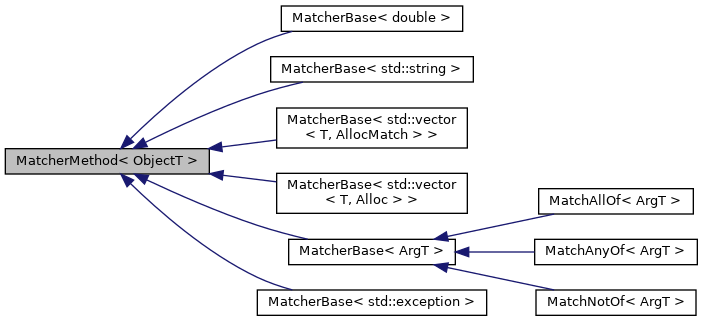 MatcherBase< double >
MatcherBase< std::string >
MatcherBase< std::vector
< T, AllocMatch > >
MatcherMethod< ObjectT >
MatcherBase< std::vector
< T, Alloc > >
MatchAllOf< ArgT >
MatcherBase< ArgT >
MatchAnyOf< ArgT >
MatcherBase< std::exception >
MatchNotOf< ArgT >